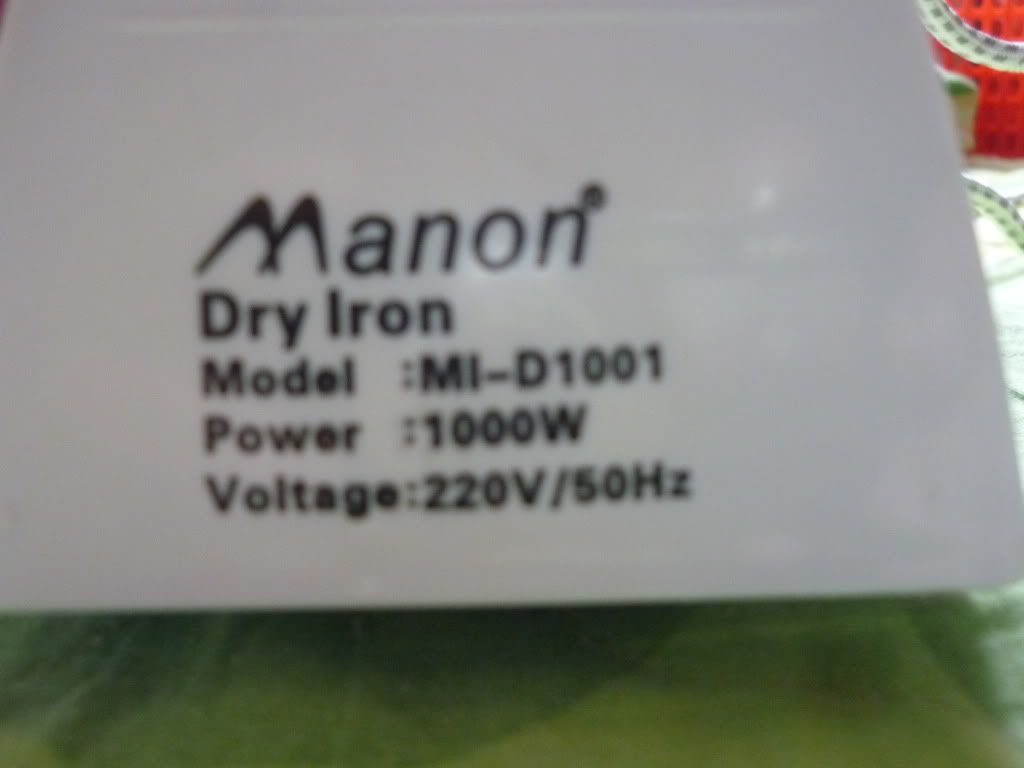 Manon®
Dry Iron
Model :MI-D1001
Power :1000W
Voltage:220V/50Hz